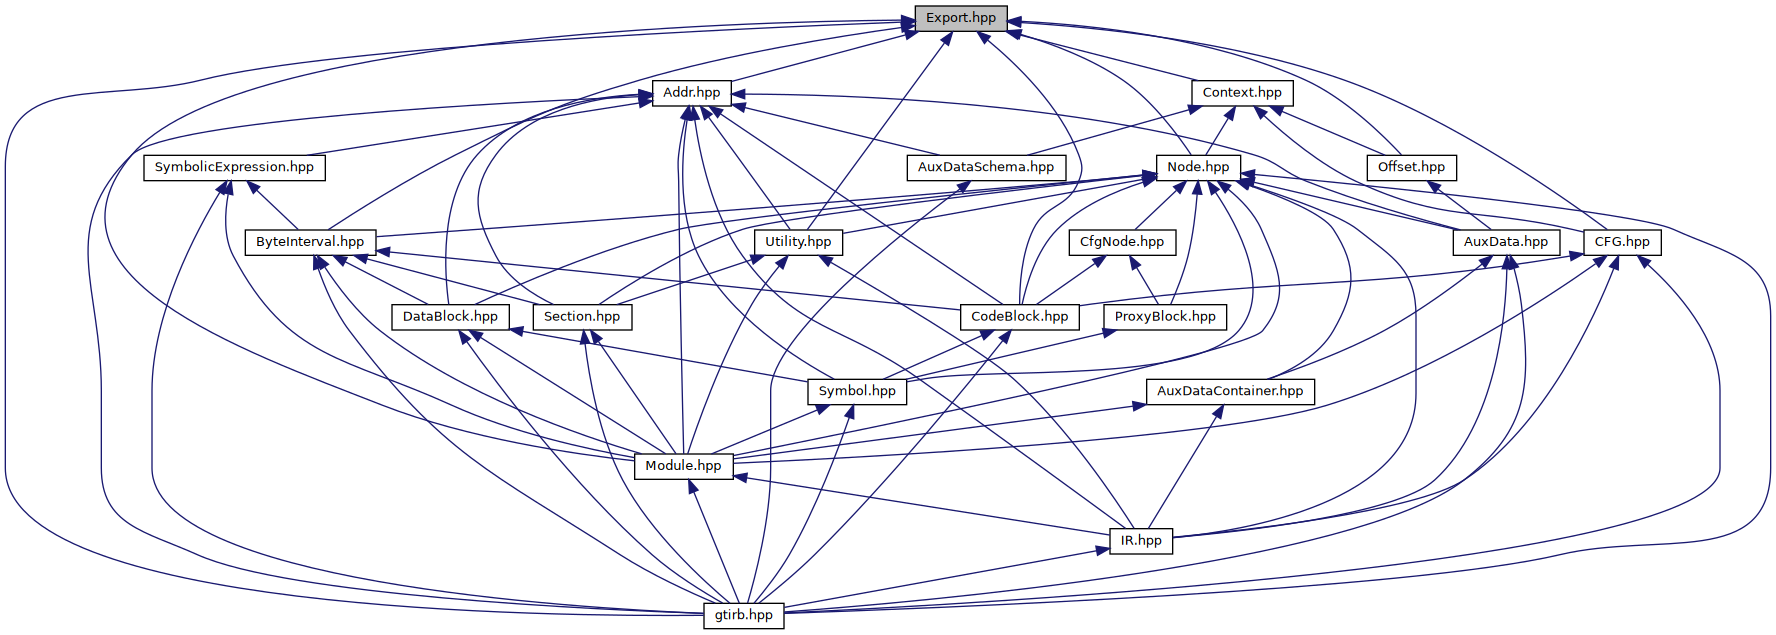 Export.hpp
Addr.hpp
Context.hpp
SymbolicExpression.hpp
AuxDataSchema.hpp
Node.hpp
Offset.hpp
ByteInterval.hpp
Utility.hpp
CfgNode.hpp
AuxData.hpp
CFG.hpp
DataBlock.hpp
Section.hpp
CodeBlock.hpp
ProxyBlock.hpp
Symbol.hpp
AuxDataContainer.hpp
Module.hpp
IR.hpp
gtirb.hpp